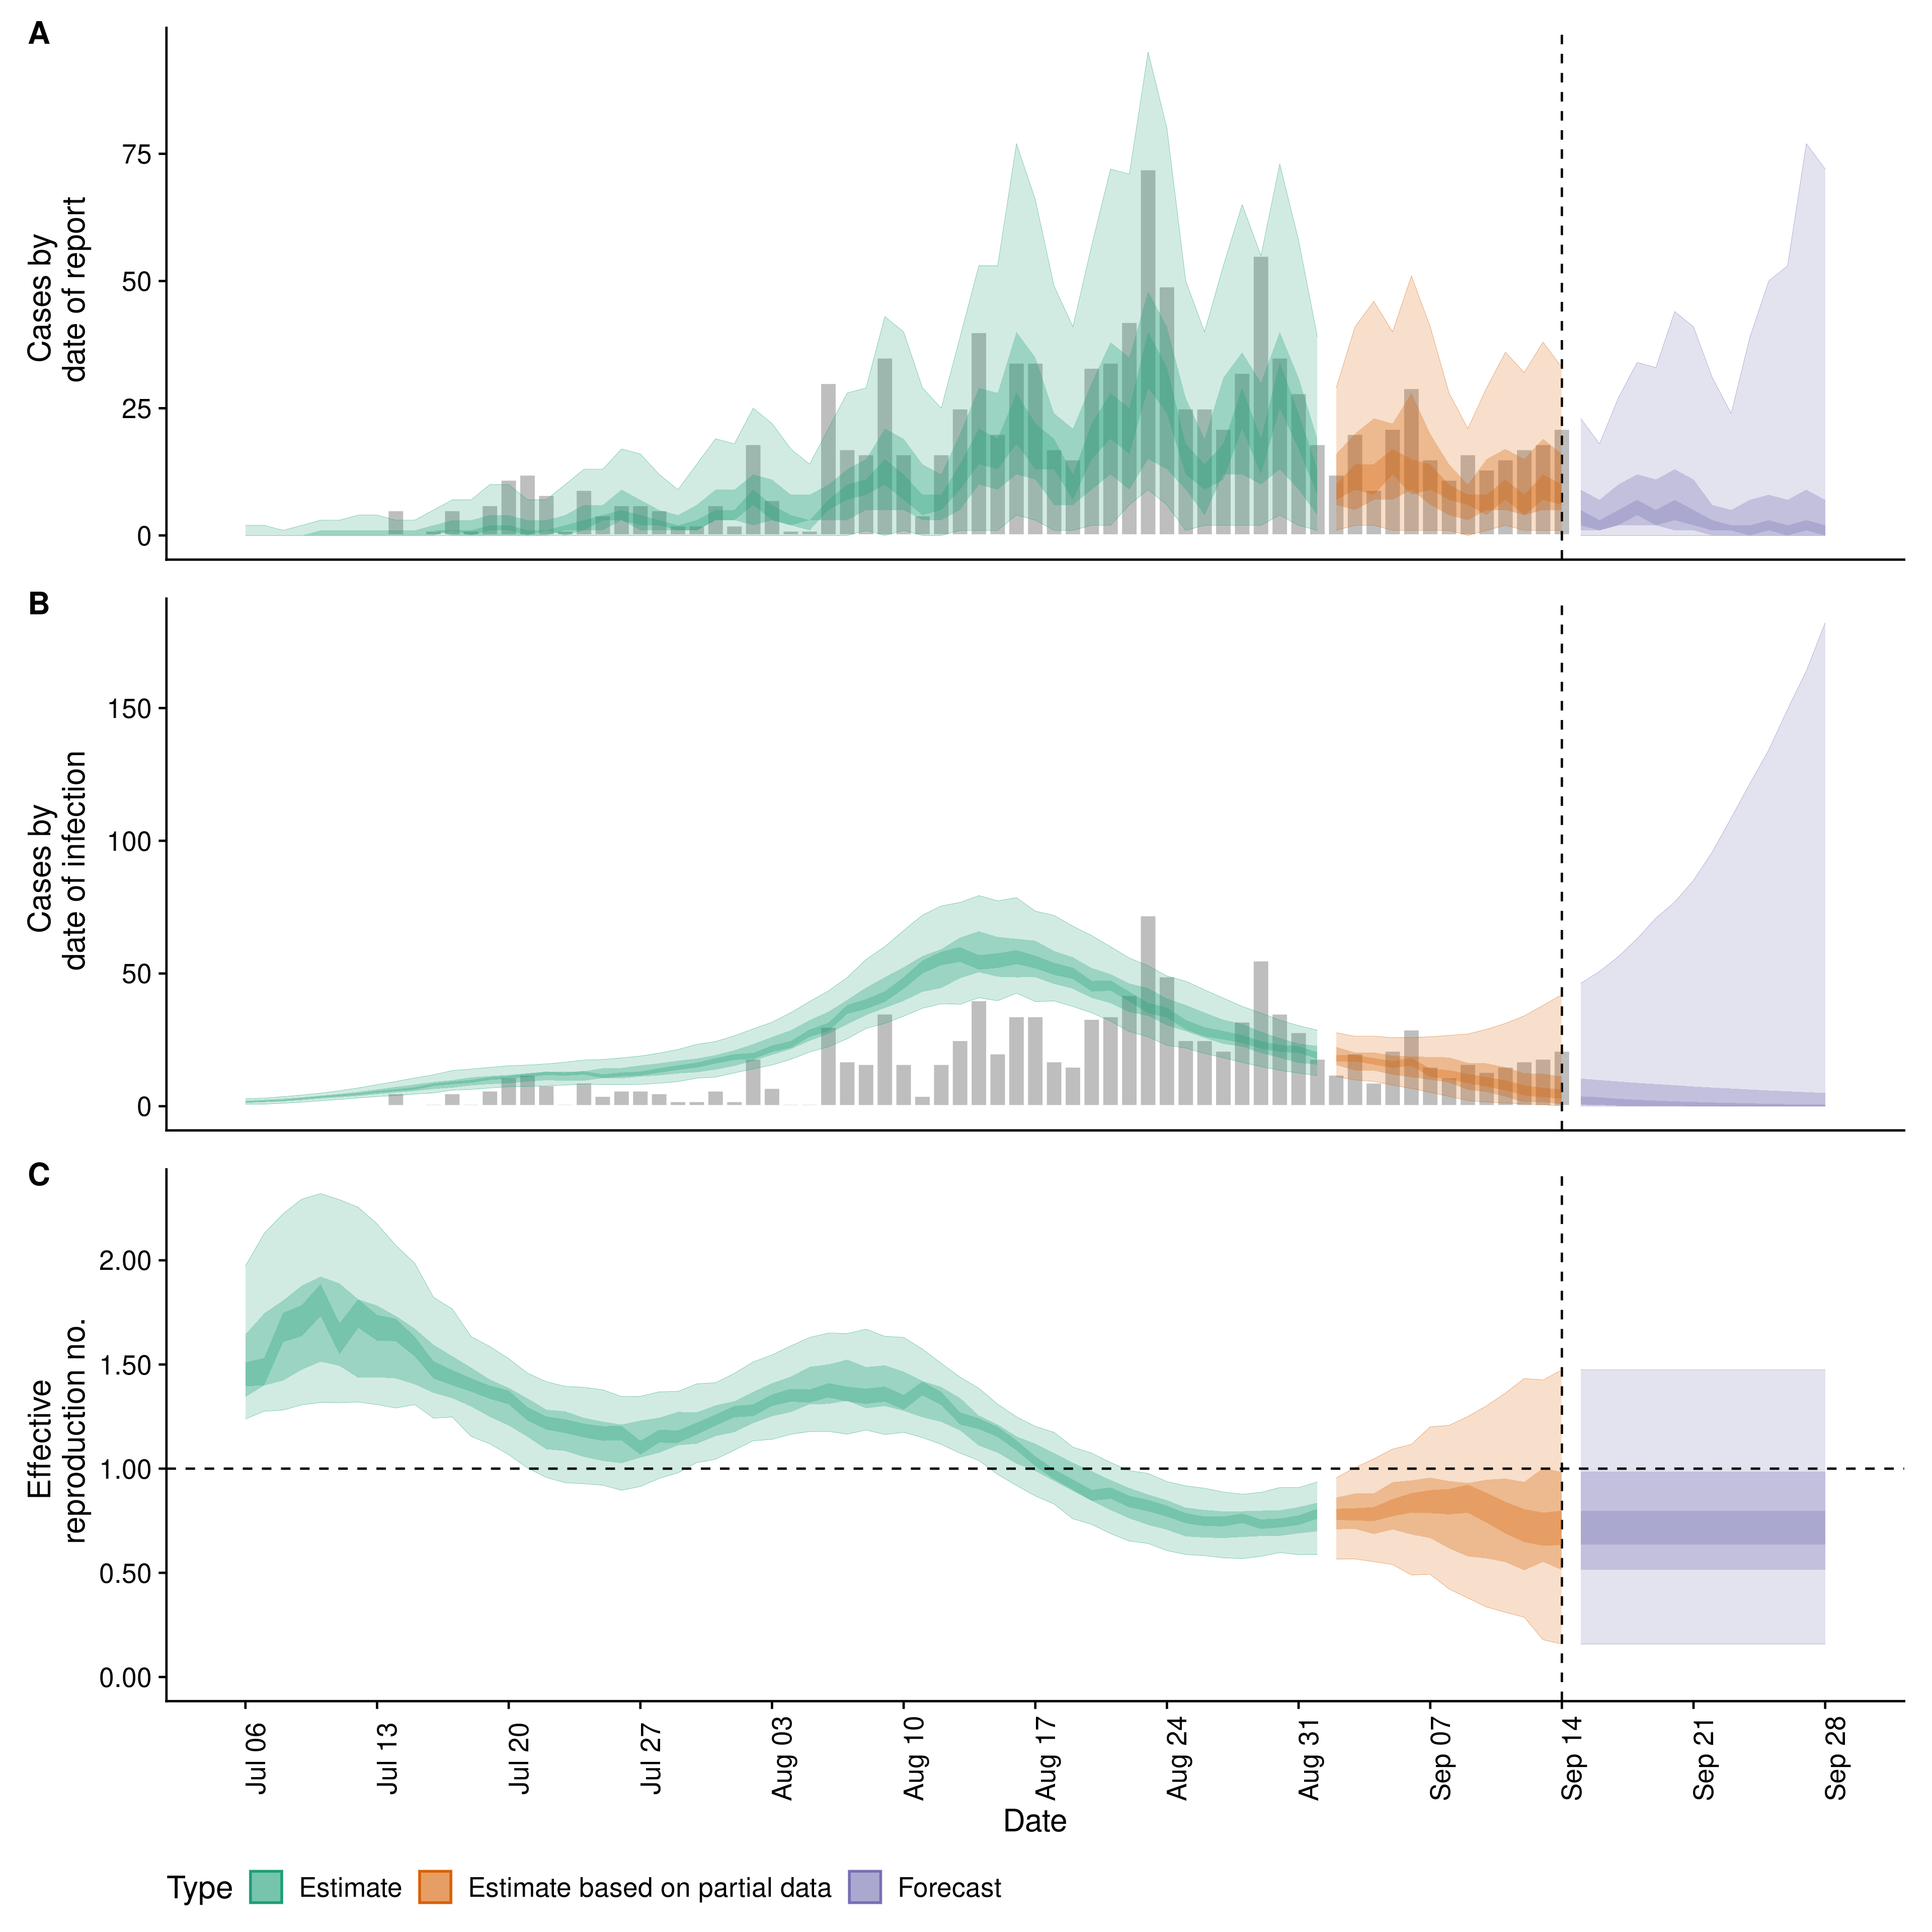 A
75
50
25
0
Cases by
date of report
B
150
100
50
0
Cases by
date of infection
C
2.00
1.50
1.00
0.50
0.00
Effective
reproduction no.
Jul 06
Jul 13
Jul 20
Jul 27
Aug 03
Aug 10
Aug 17
Aug 24
Aug 31
Sep 07
Sep 14
Sep 21
Sep 28
Date
Type Estimate Estimate based on partial data Forecast